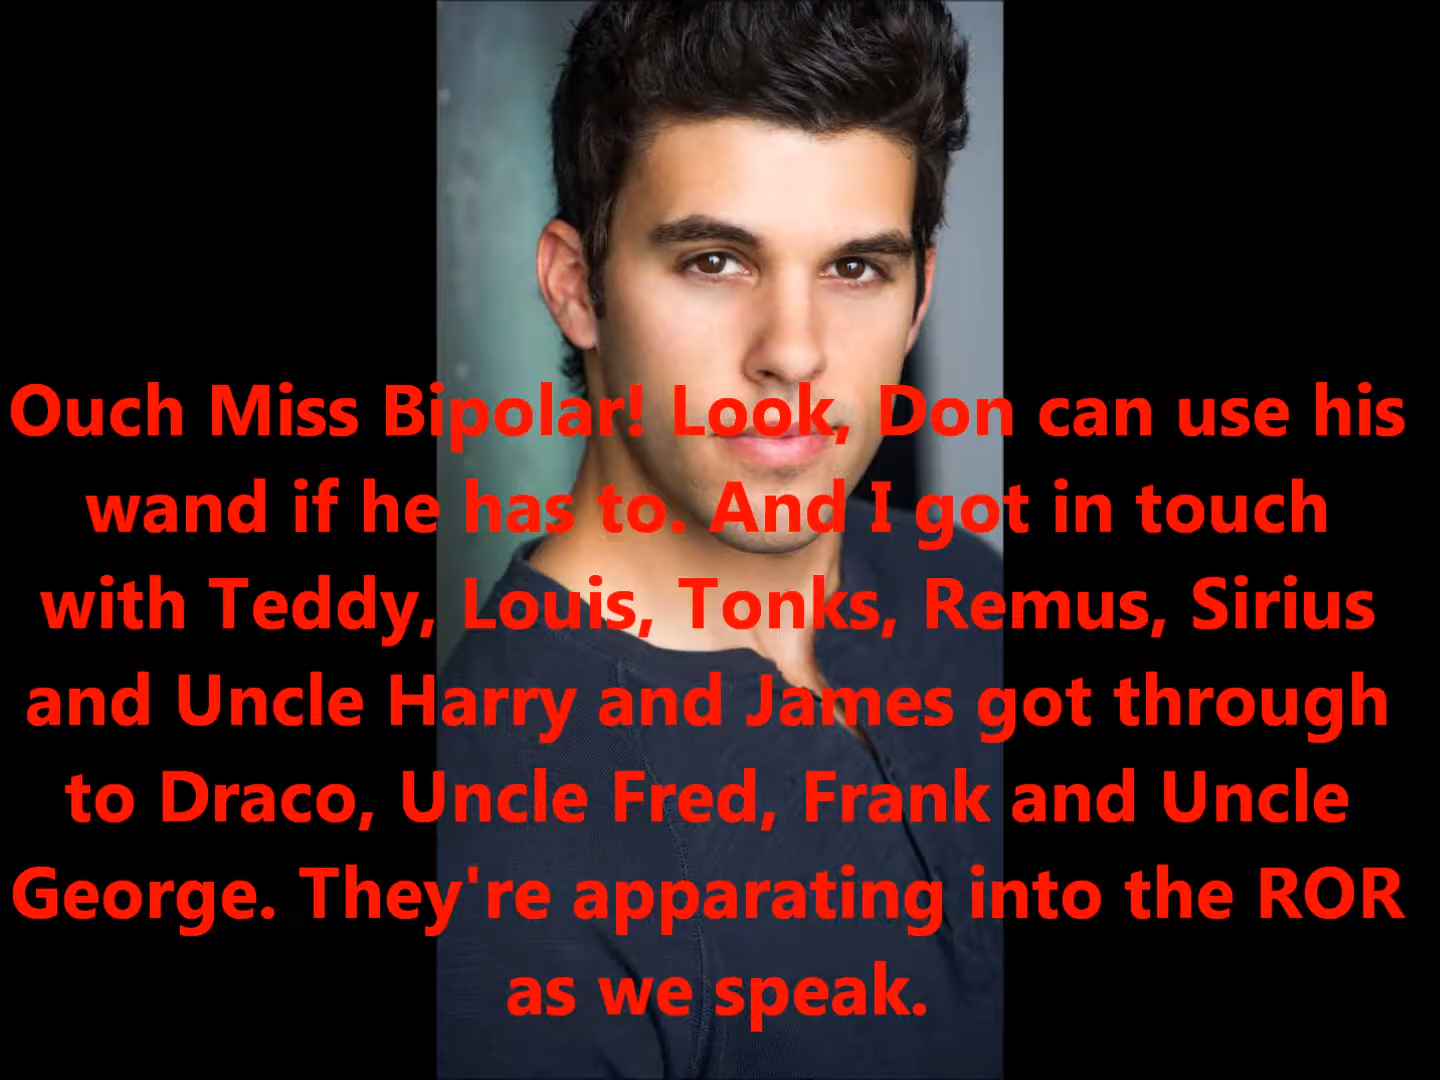 Ouch Miss Bipolar! Look, Don can use his
wand if he has to. And I got in touch
with Teddy, Louis, Tonks, Remus, Sirius
and Uncle Harry and James got through
to Draco, Uncle Fred, Frank and Uncle
George. They're apparating into the ROR
as we speak.